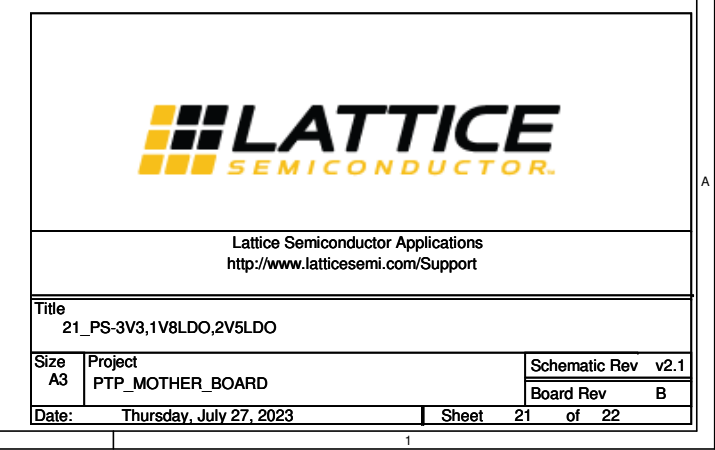 LATTICE
SEMICONDUCTOR™
A
Lattice Semiconductor Applications
http://www.latticesemi.com/Support
Title
21_PS-3V3,1V8LDO,2V5LDO
Size Project Schematic Rev v2.1
A3 PTP_MOTHER_BOARD
Board Rev B
Date: Thursday, July 27, 2023 Sheet 21 of 22
1